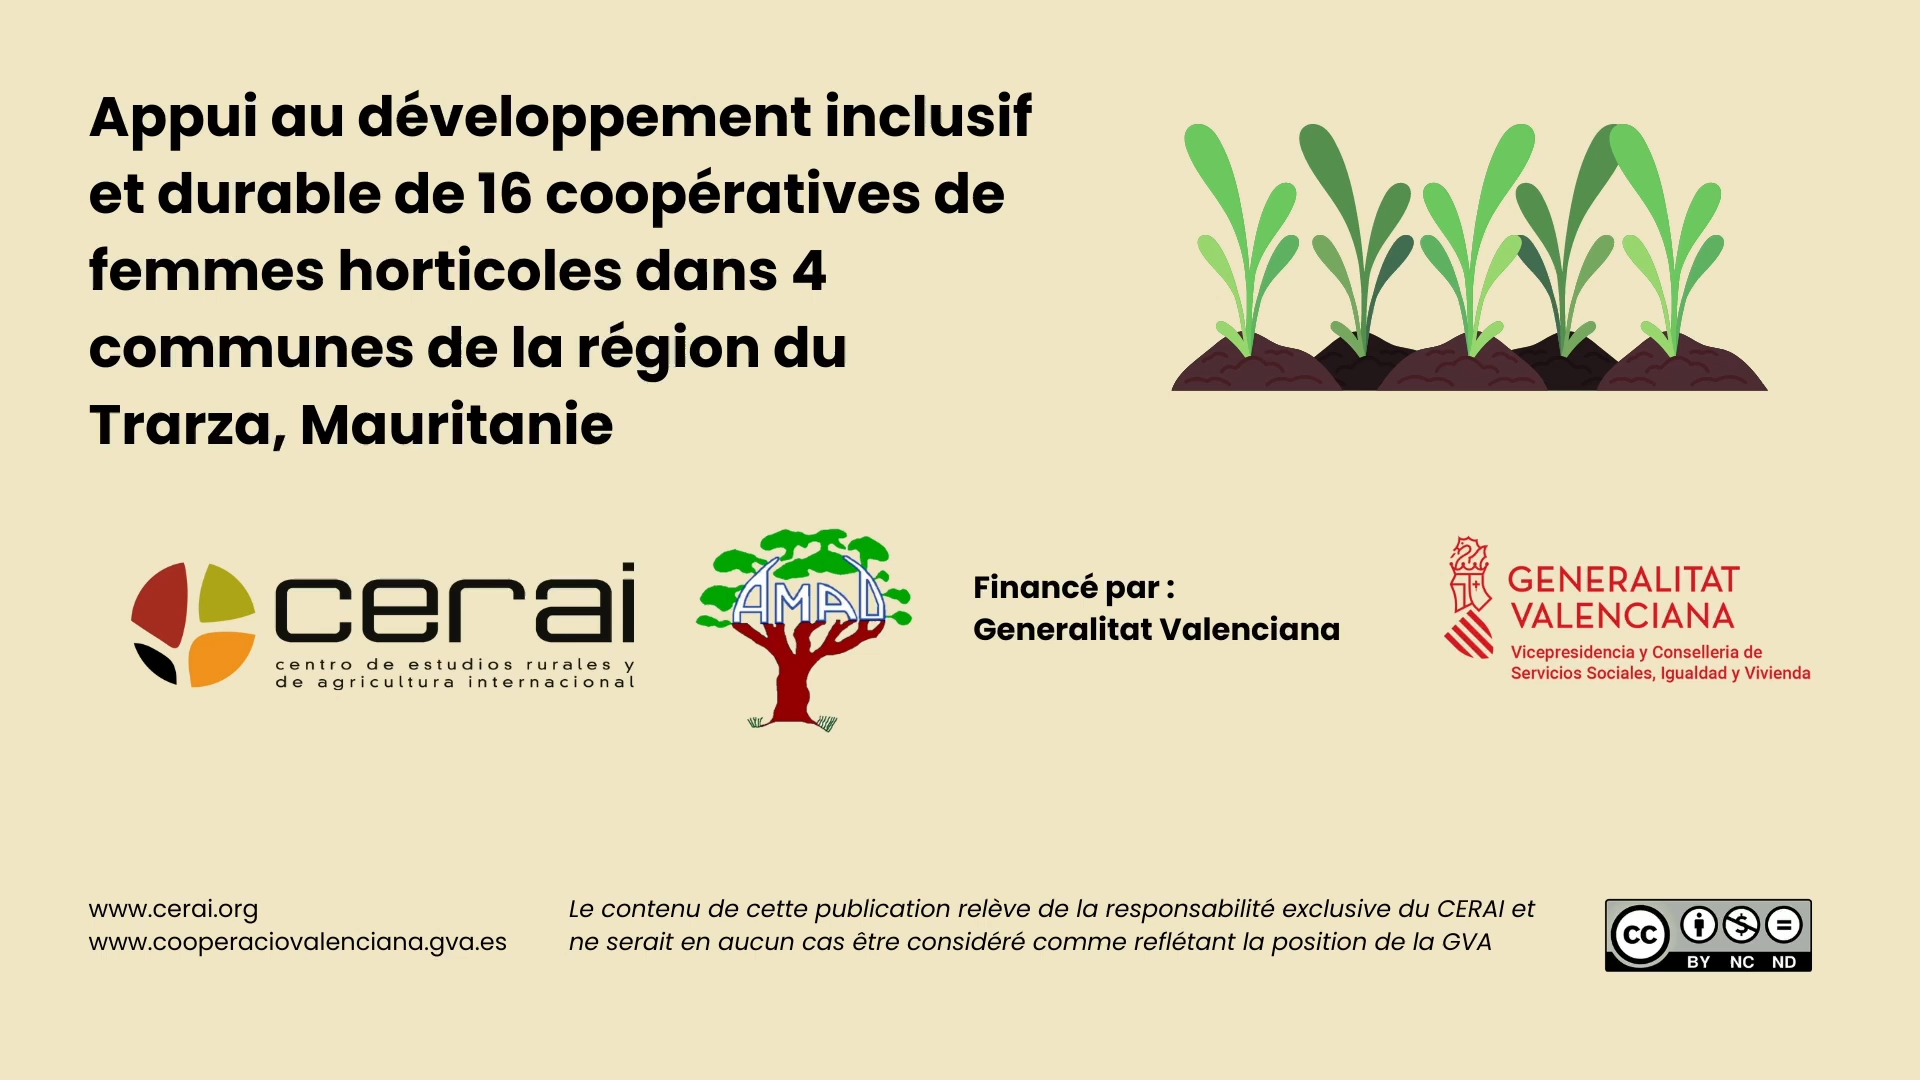 Appui au développement inclusif
et durable de 16 coopératives de
femmes horticoles dans 4
communes de la région du
Trarza, Mauritanie
cerai
centro de estudios rurales y
de agricultura internacional
AMAD
Financé par :
Generalitat Valenciana
GENERALITAT
VALENCIANA
Vicepresidencia y Conselleria de
Servicios Sociales, Igualdad y Vivienda
www.cerai.org
www.cooperaciovalenciana.gva.es
Le contenu de cette publication relève de la responsabilité exclusive du CERAI et
ne serait en aucun cas être considéré comme reflétant la position de la GVA
cc
BY NC ND